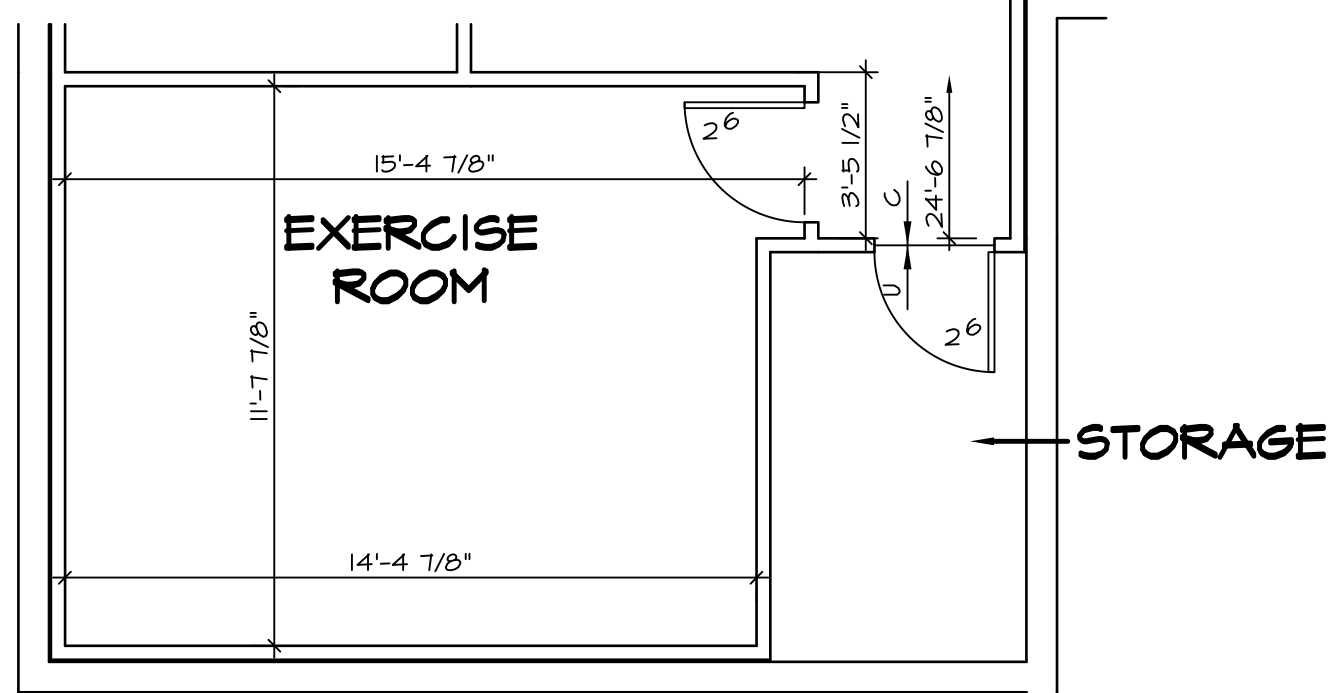 2⁶
15'-4 7/8"
3'-5 1/2"
24'-6 7/8"
C
U
EXERCISE
ROOM
11'-7 7/8"
2⁶
STORAGE
14'-4 7/8"